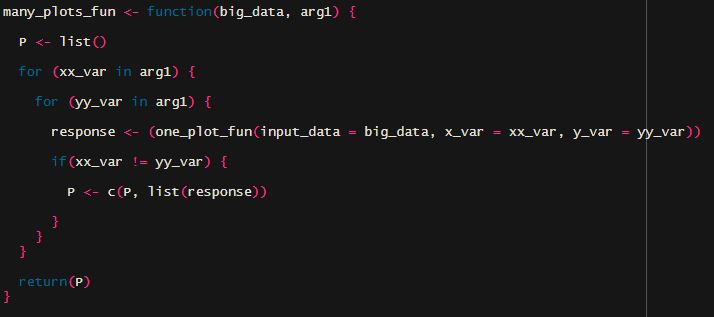 many_plots_fun <- function(big_data, arg1) {
P <- list()
for (xx_var in arg1) {
for (yy_var in arg1) {
response <- (one_plot_fun(input_data = big_data, x_var = xx_var, y_var = yy_var))
if(xx_var != yy_var) {
P <- c(P, list(response))
}
}
}
return(P)
}